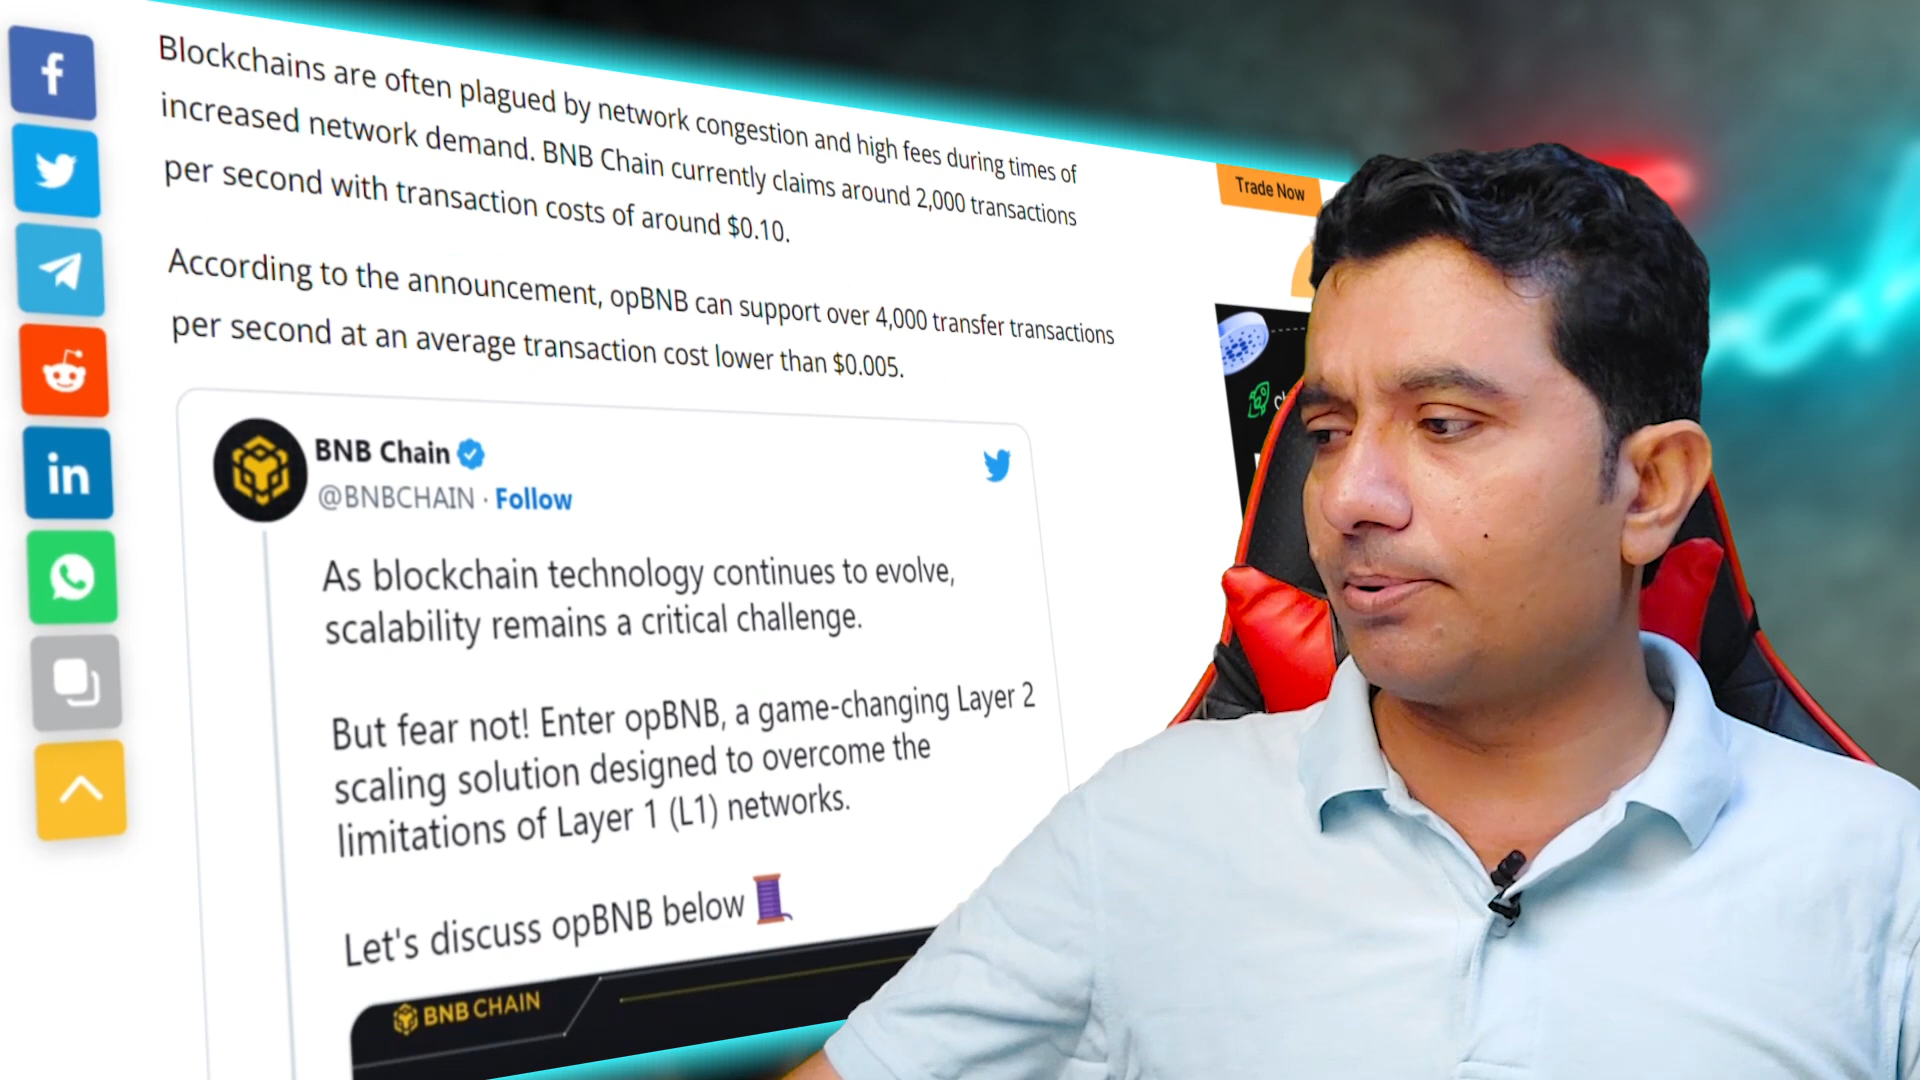 Blockchains are often plagued by network congestion and high fees during times of
increased network demand. BNB Chain currently claims around 2,000 transactions
per second with transaction costs of around $0.10.
According to the announcement, opBNB can support over 4,000 transfer transactions
per second at an average transaction cost lower than $0.005.
BNB Chain
@BNBCHAIN · Follow
As blockchain technology continues to evolve,
scalability remains a critical challenge.
But fear not! Enter opBNB, a game-changing Layer 2
scaling solution designed to overcome the
limitations of Layer 1 (L1) networks.
Let's discuss opBNB below 🧵
BNB CHAIN
Trade Now
f
in